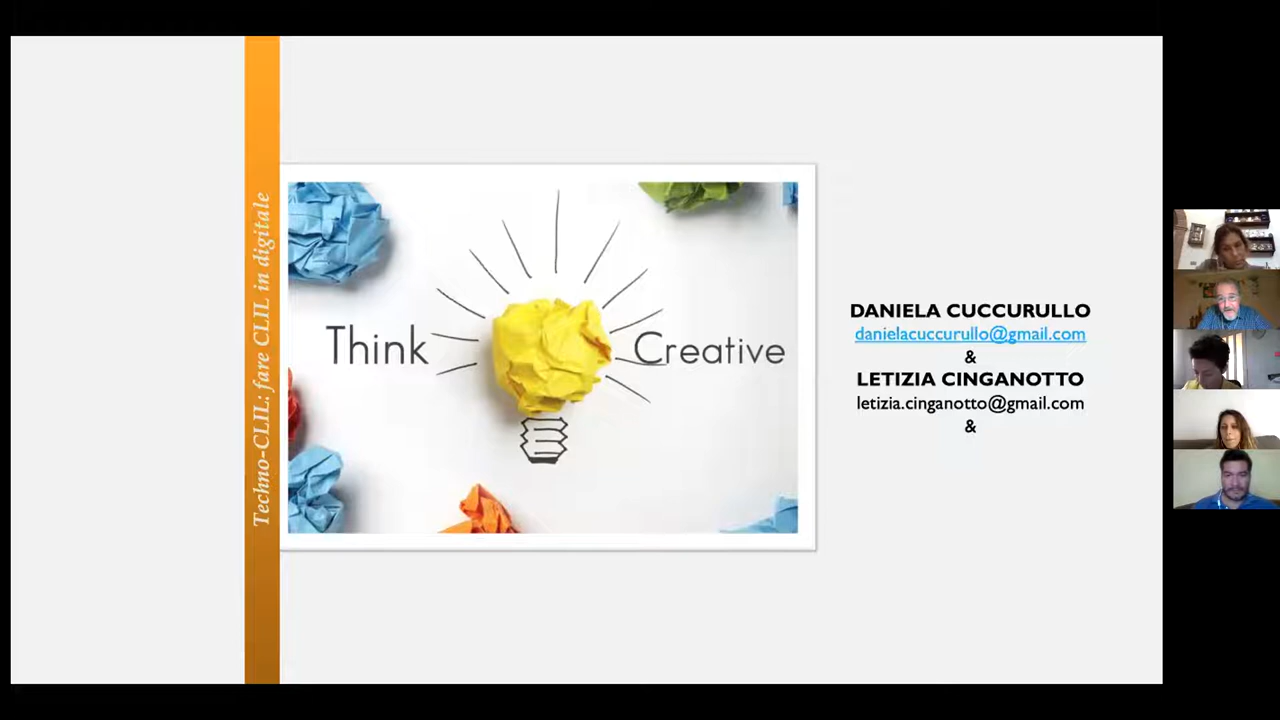 Techno-CLIL: fare CLIL in digitale
Think Creative
DANIELA CUCCURULLO
danielacuccurullo@gmail.com
&
LETIZIA CINGANOTTO
letizia.cinganotto@gmail.com
&